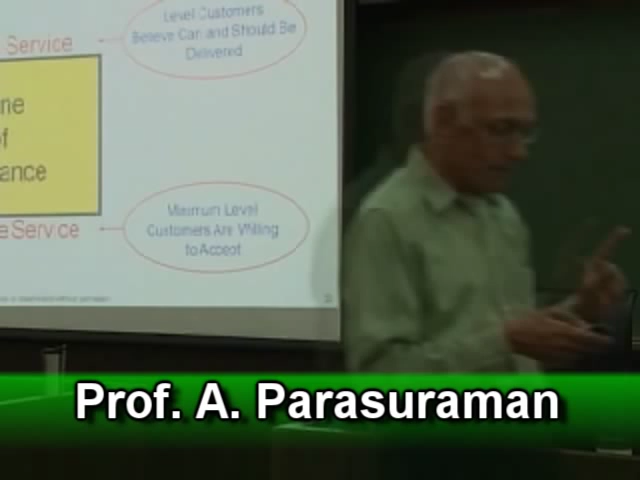 Level Customers
Believe Can and Should Be
Delivered
Service
ne
of
ance
Minimum Level
Customers Are Willing
to Accept
eService
Prof. A. Parasuraman